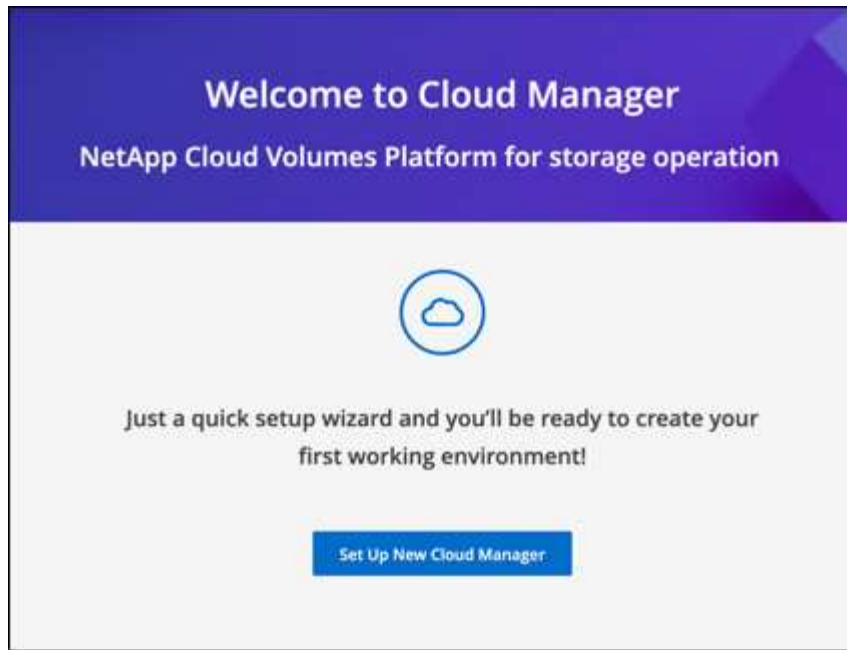 Welcome to Cloud Manager
NetApp Cloud Volumes Platform for storage operation
Just a quick setup wizard and you'll be ready to create your
first working environment!
Set Up New Cloud Manager